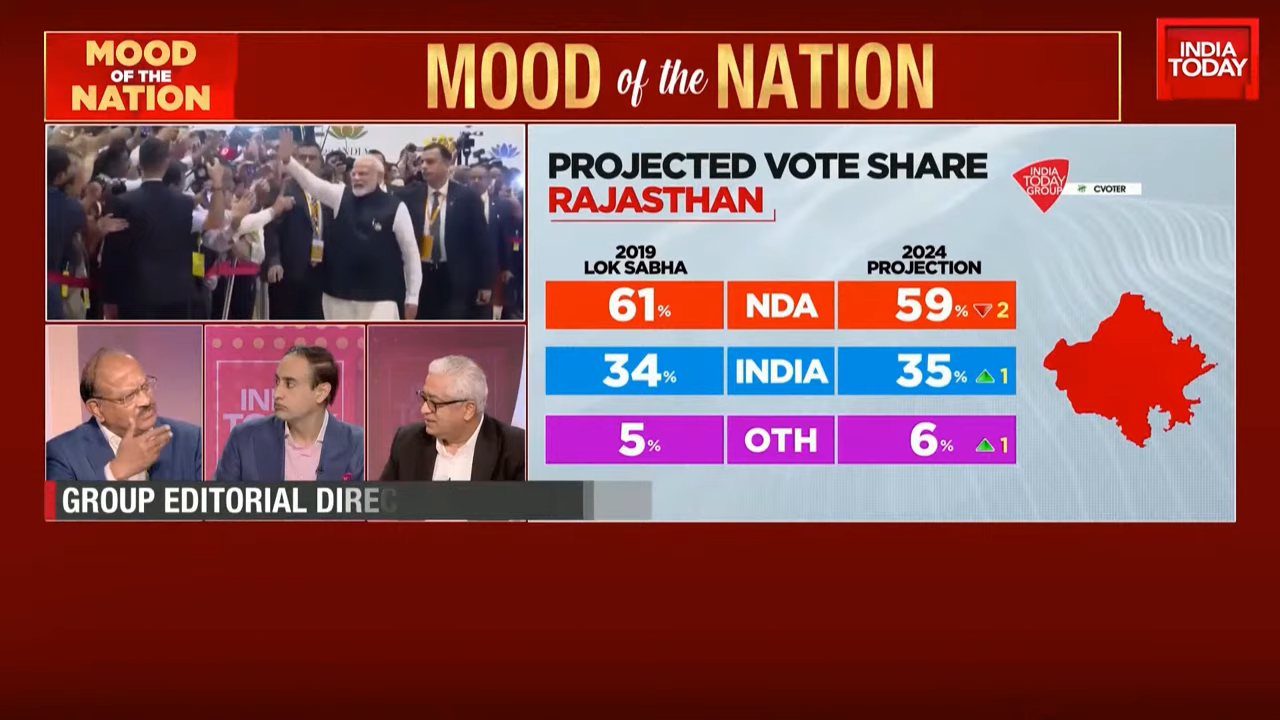 MOOD
OF THE
NATION
MOOD of the NATION
INDIA
TODAY
PROJECTED VOTE SHARE
RAJASTHAN
INDIA
TODAY
GROUP
CVOTER
2019
LOK SABHA
2024
PROJECTION
61% NDA 59% 2
34% INDIA 35% 1
5% OTH 6% 1
GROUP EDITORIAL DIREC